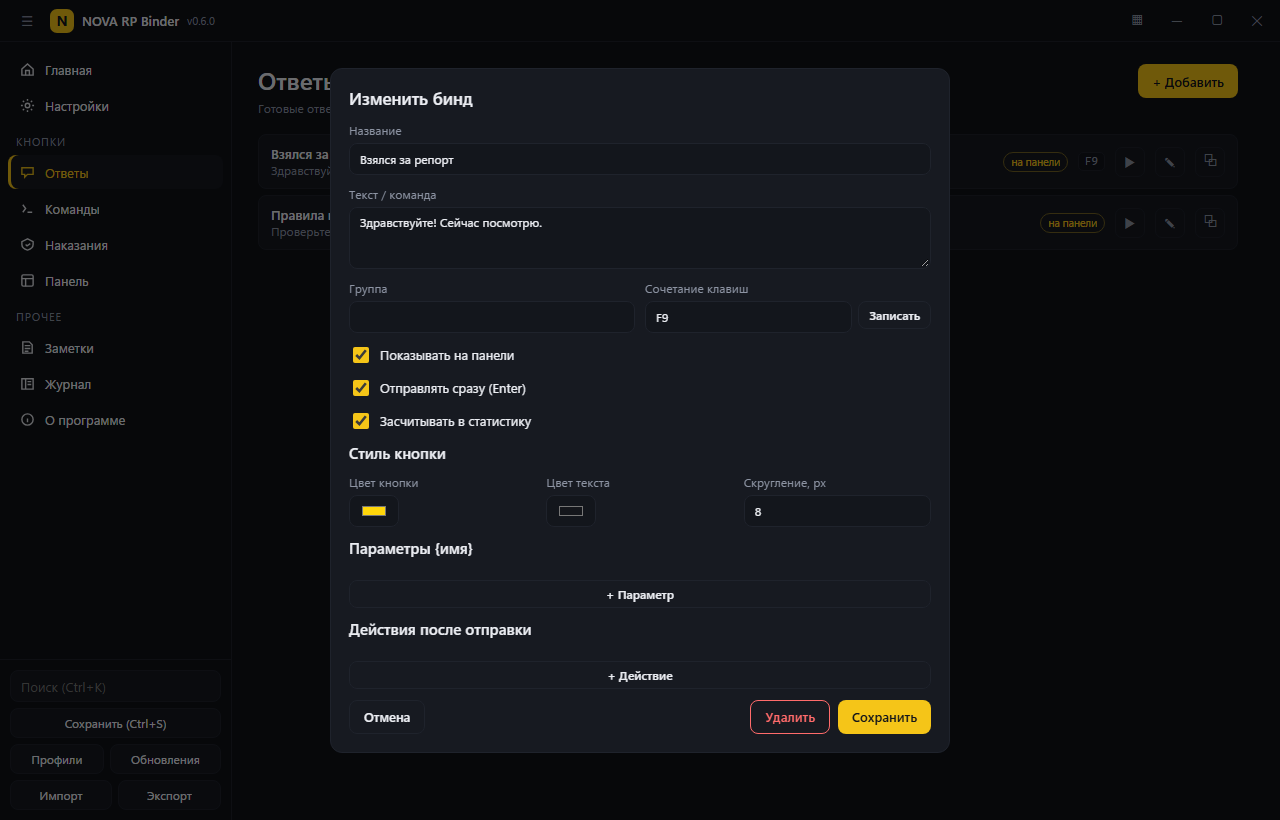 N NOVA RP Binder v0.6.0
Главная
Настройки
КНОПКИ
Ответы
Команды
Наказания
Панель
ПРОЧЕЕ
Заметки
Журнал
О программе
Поиск (Ctrl+K)
Сохранить (Ctrl+S)
Профили Обновления
Импорт Экспорт
Ответы
+ Добавить
Готовые отве
Взялся за
Здравствуй
на панели F9
Правила
Проверьте
на панели
Изменить бинд
Название
Взялся за репорт
Текст / команда
Здравствуйте! Сейчас посмотрю.
Группа Сочетание клавиш
F9 Записать
Показывать на панели
Отправлять сразу (Enter)
Засчитывать в статистику
Стиль кнопки
Цвет кнопки Цвет текста Скругление, px
8
Параметры {имя}
+ Параметр
Действия после отправки
+ Действие
Отмена Удалить Сохранить